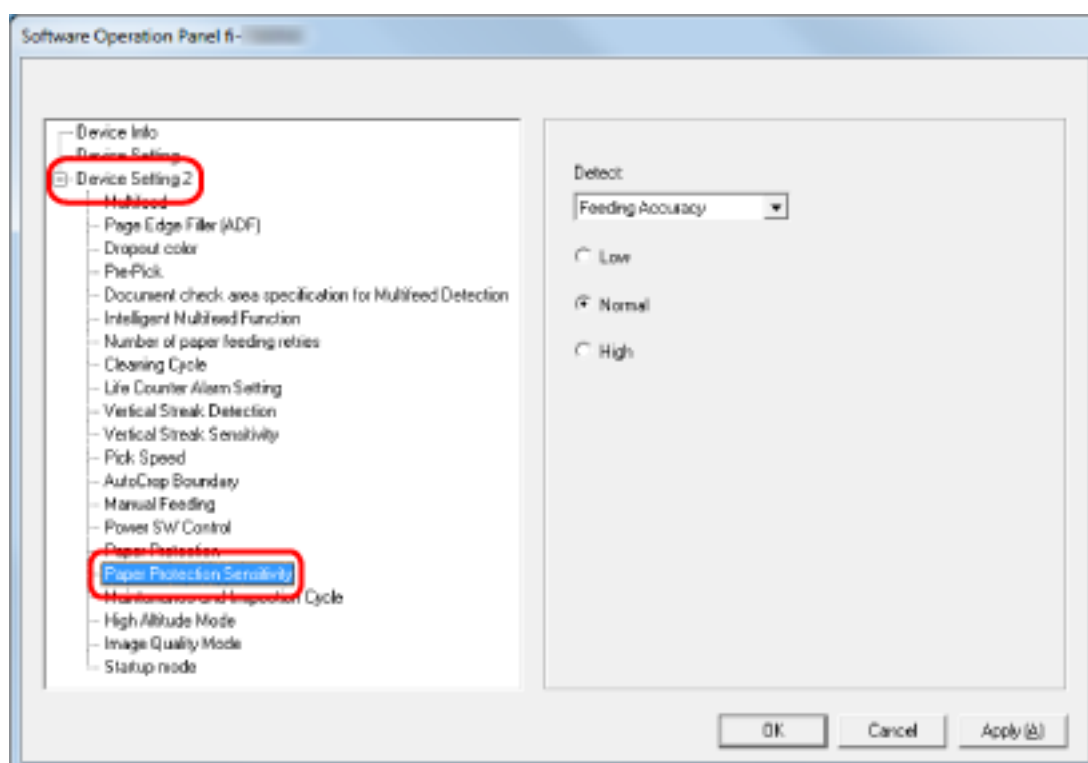 Software Operation Panel fi-
Device Info
Device Setting
Device Setting 2
Multifeed
Page Edge Filler (ADF)
Dropout color
Pre-Pick
Document check area specification for Multifeed Detection
Intelligent Multifeed Function
Number of paper feeding retries
Cleaning Cycle
Life Counter Alarm Setting
Vertical Streak Detection
Vertical Streak Sensitivity
Pick Speed
AutoCrop Boundary
Manual Feeding
Power SW Control
Paper Protection
Paper Protection Sensitivity
Maintenance and Inspection Cycle
High Altitude Mode
Image Quality Mode
Startup mode
Detect:
Feeding Accuracy
Low
Normal
High
OK
Cancel
Apply (A)